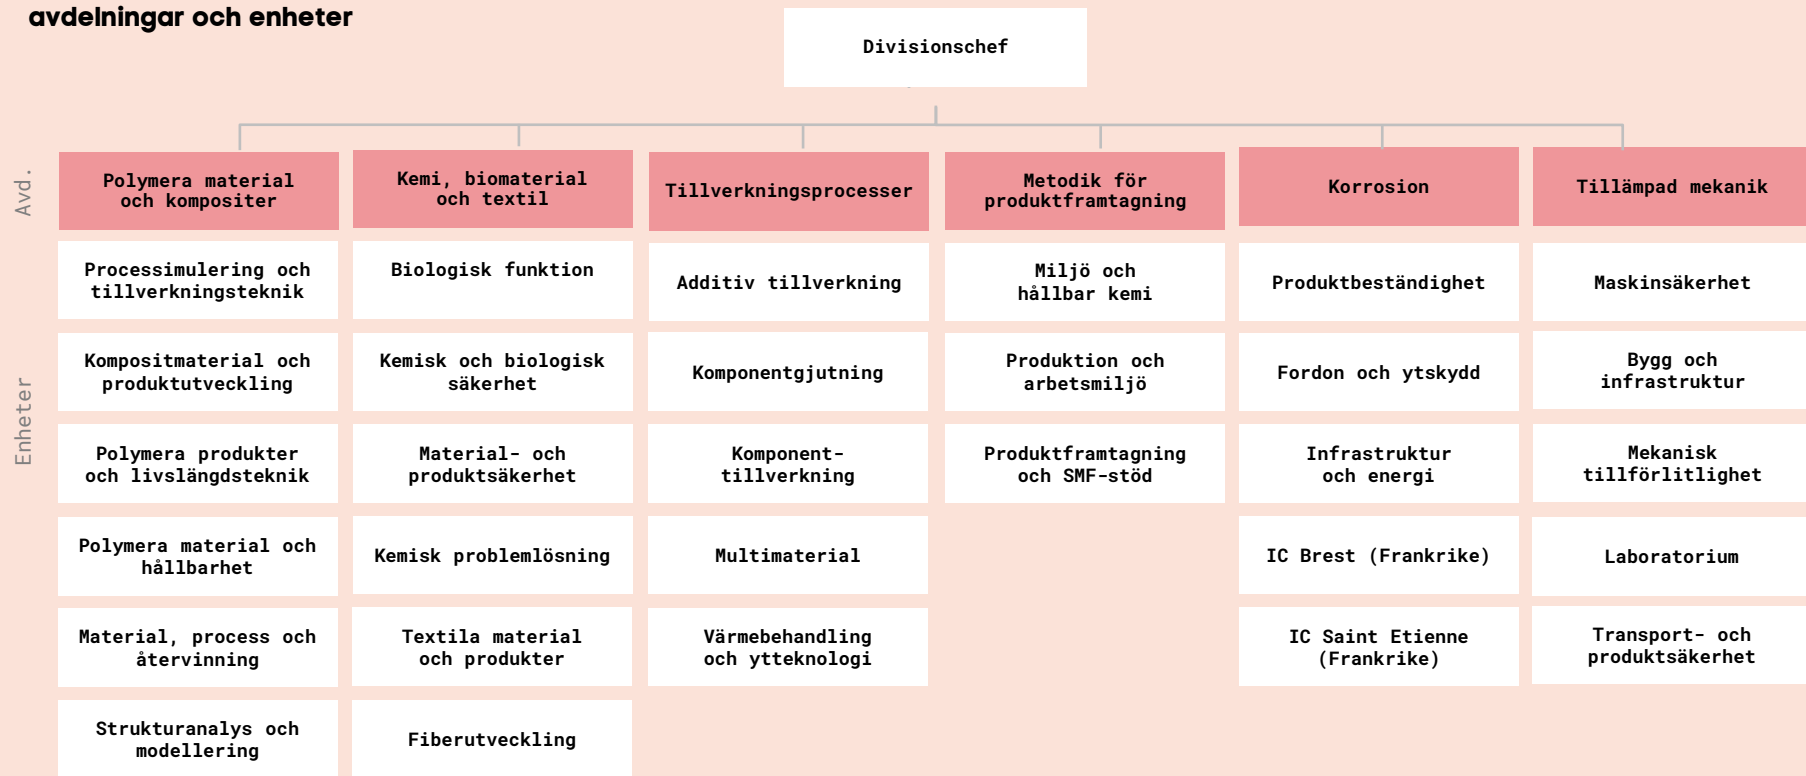 avdelningar och enheter
Divisionschef
Avd.
Polymera material
och kompositer
Kemi, biomaterial
och textil
Tillverkningsprocesser
Metodik för
produktframtagning
Korrosion
Tillämpad mekanik
Enheter
Processimulering och
tillverkningsteknik
Biologisk funktion
Additiv tillverkning
Miljö och
hållbar kemi
Produktbeständighet
Maskinsäkerhet
Kompositmaterial och
produktutveckling
Kemisk och biologisk
säkerhet
Komponentgjutning
Produktion och
arbetsmiljö
Fordon och ytskydd
Bygg och
infrastruktur
Polymera produkter
och livslängdsteknik
Material- och
produktsäkerhet
Komponent-
tillverkning
Produktframtagning
och SMF-stöd
Infrastruktur
och energi
Mekanisk
tillförlitlighet
Polymera material och
hållbarhet
Kemisk problemlösning
Multimaterial
IC Brest (Frankrike)
Laboratorium
Material, process och
återvinning
Textila material
och produkter
Värmebehandling
och ytteknologi
IC Saint Etienne
(Frankrike)
Transport- och
produktsäkerhet
Strukturanalys och
modellering
Fiberutveckling